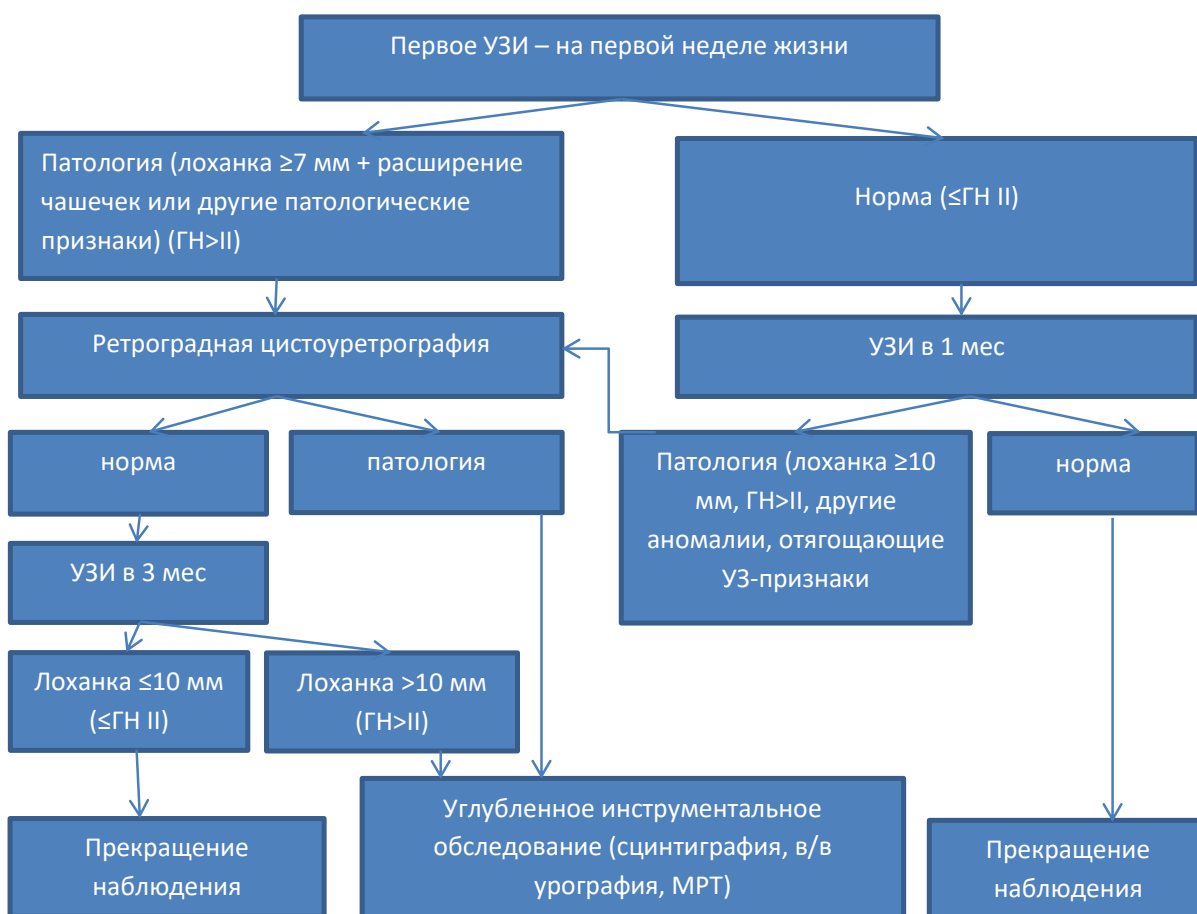 Первое УЗИ – на первой неделе жизни
Патология (лоханка ≥7 мм + расширение
чашечек или другие патологические
признаки) (ГН>II)
Норма (≤ГН II)
Ретроградная цистоуретрография
УЗИ в 1 мес
норма
патология
Патология (лоханка ≥10
мм, ГН>II, другие
аномалии, отягощающие
УЗ-признаки
норма
УЗИ в 3 мес
Лоханка ≤10 мм
(≤ГН II)
Лоханка >10 мм
(ГН>II)
Прекращение
наблюдения
Углубленное инструментальное
обследование (сцинтиграфия, в/в
урография, МРТ)
Прекращение
наблюдения